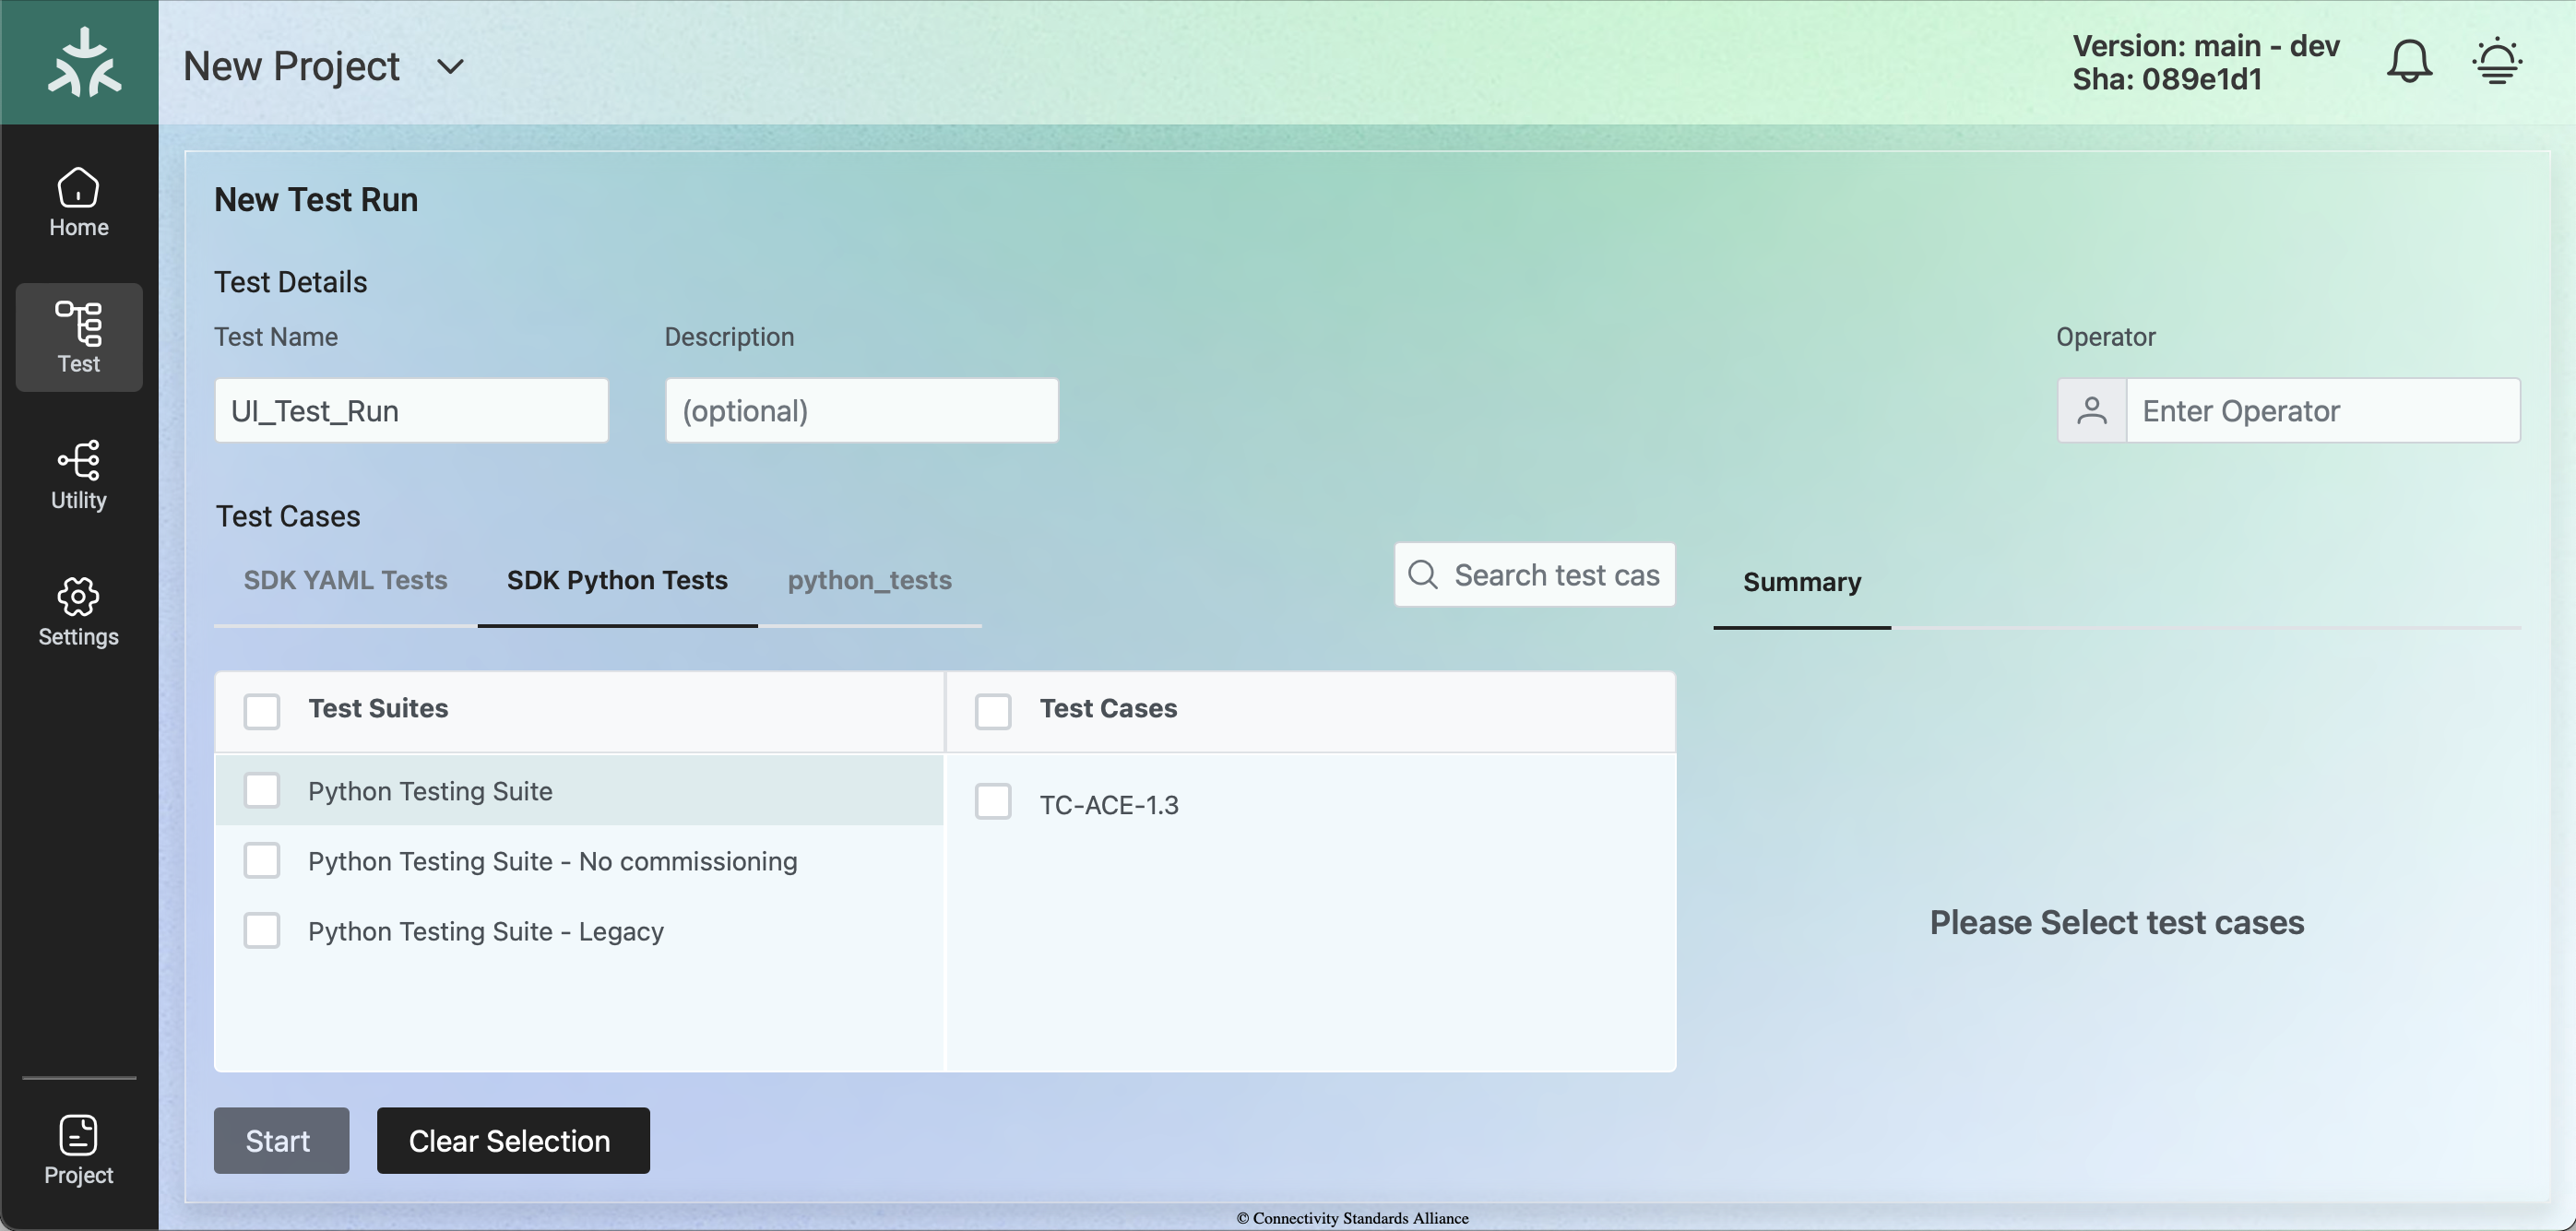 New Project
Version: main - dev
Sha: 089e1d1
Home
Test
Utility
Settings
Project
New Test Run
Test Details
Test Name
Description
Operator
UI_Test_Run
(optional)
Enter Operator
Test Cases
SDK YAML Tests
SDK Python Tests
python_tests
Search test cas
Summary
Test Suites
Test Cases
Python Testing Suite
TC-ACE-1.3
Python Testing Suite - No commissioning
Python Testing Suite - Legacy
Please Select test cases
Start
Clear Selection
© Connectivity Standards Alliance